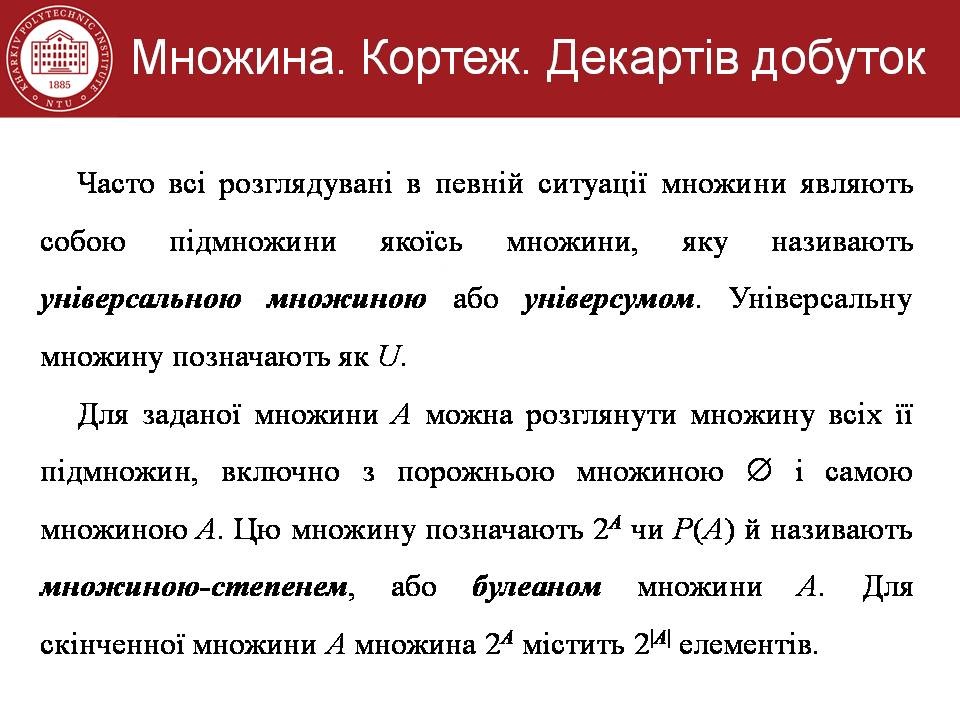 KHARKIV POLYTECHNIC INSTITUTE
1885
NTU
Множина. Кортеж. Декартів добуток
Часто всі розглядувані в певній ситуації множини являють
собою підмножини якоїсь множини, яку називають
універсальною множиною або універсумом. Універсальну
множину позначають як U.
Для заданої множини A можна розглянути множину всіх її
підмножин, включно з порожньою множиною ∅ і самою
множиною A. Цю множину позначають 2^A чи P(A) й називають
множиною-степенем, або булеаном множини A. Для
скінченної множини A множина 2^A містить 2^|A| елементів.